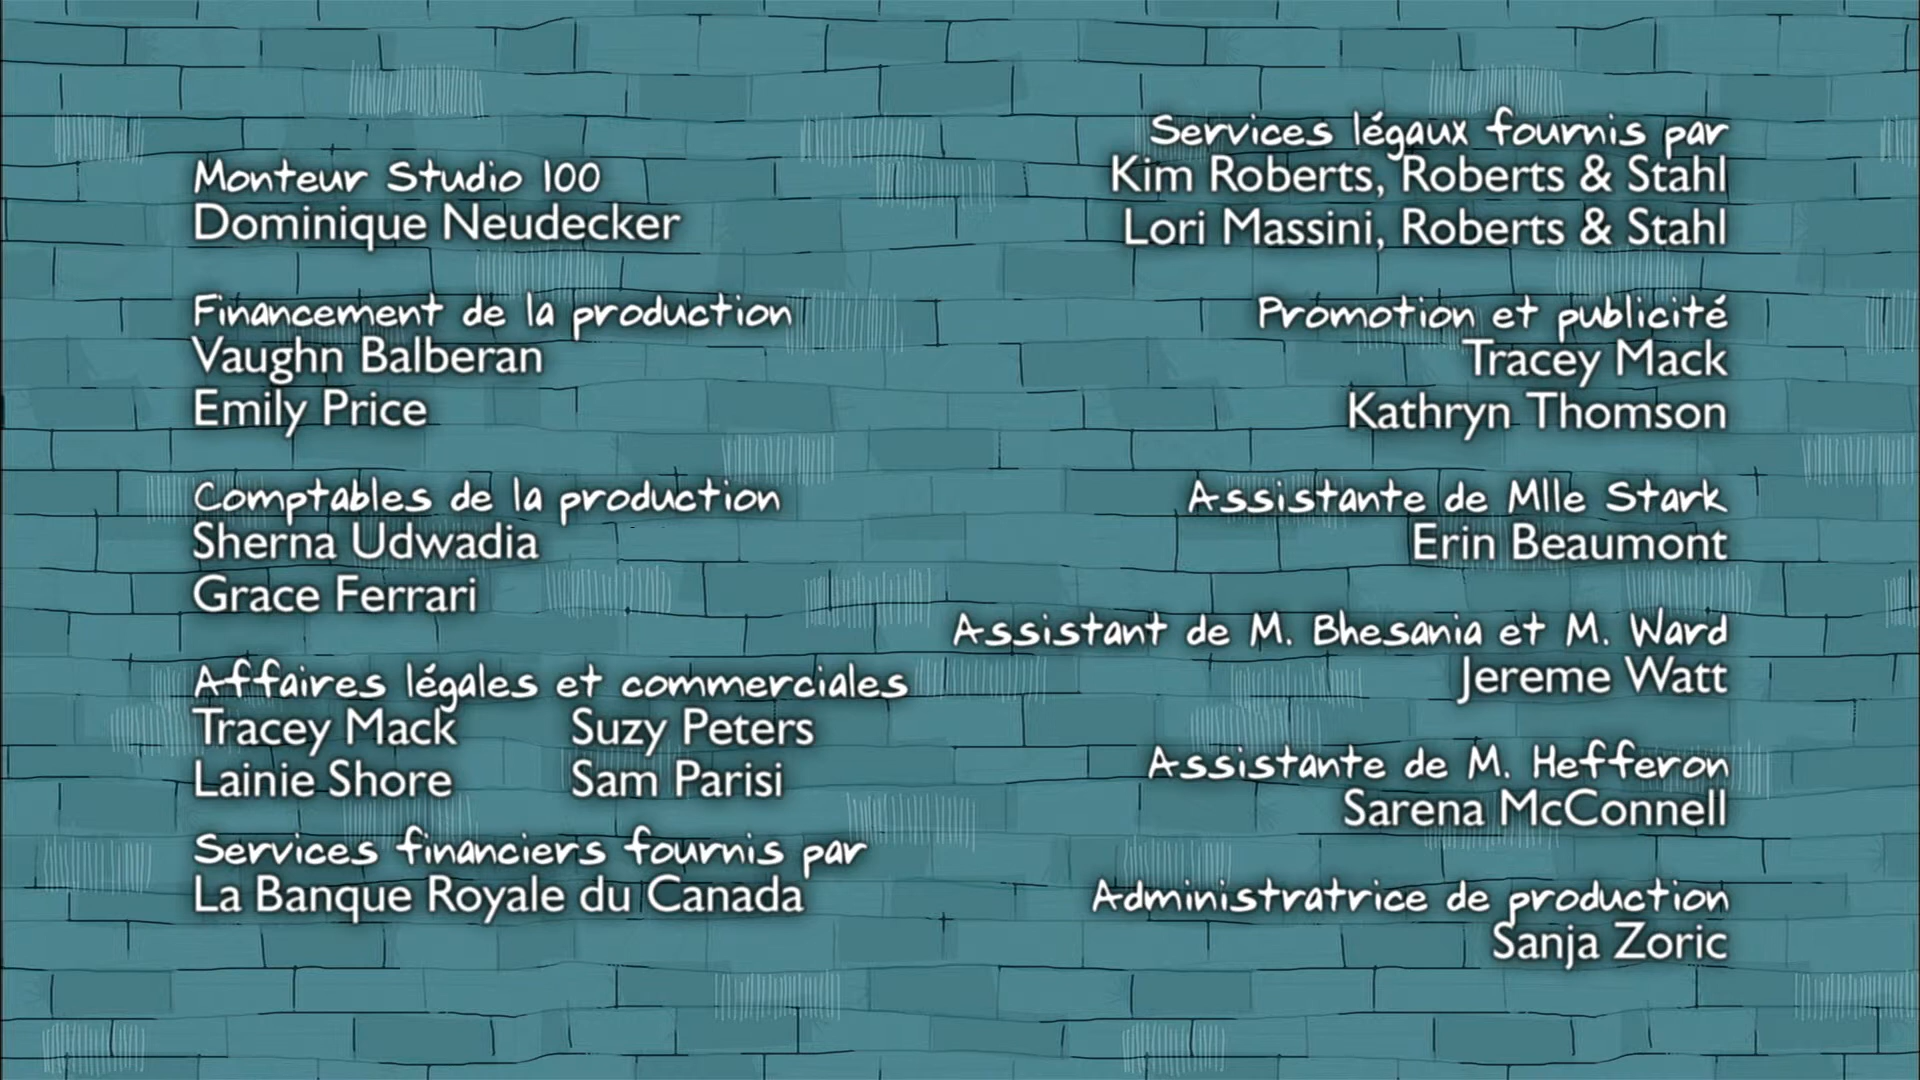 Monteur Studio 100
Dominique Neudecker
Financement de la production
Vaughn Balberan
Emily Price
Comptables de la production
Sherna Udwadia
Grace Ferrari
Affaires légales et commerciales
Tracey Mack Suzy Peters
Lainie Shore Sam Parisi
Services financiers fournis par
La Banque Royale du Canada
Services légaux fournis par
Kim Roberts, Roberts & Stahl
Lori Massini, Roberts & Stahl
Promotion et publicité
Tracey Mack
Kathryn Thomson
Assistante de Mlle Stark
Erin Beaumont
Assistant de M. Bhesania et M. Ward
Jereme Watt
Assistante de M. Hefferon
Sarena McConnell
Administratrice de production
Sanja Zoric